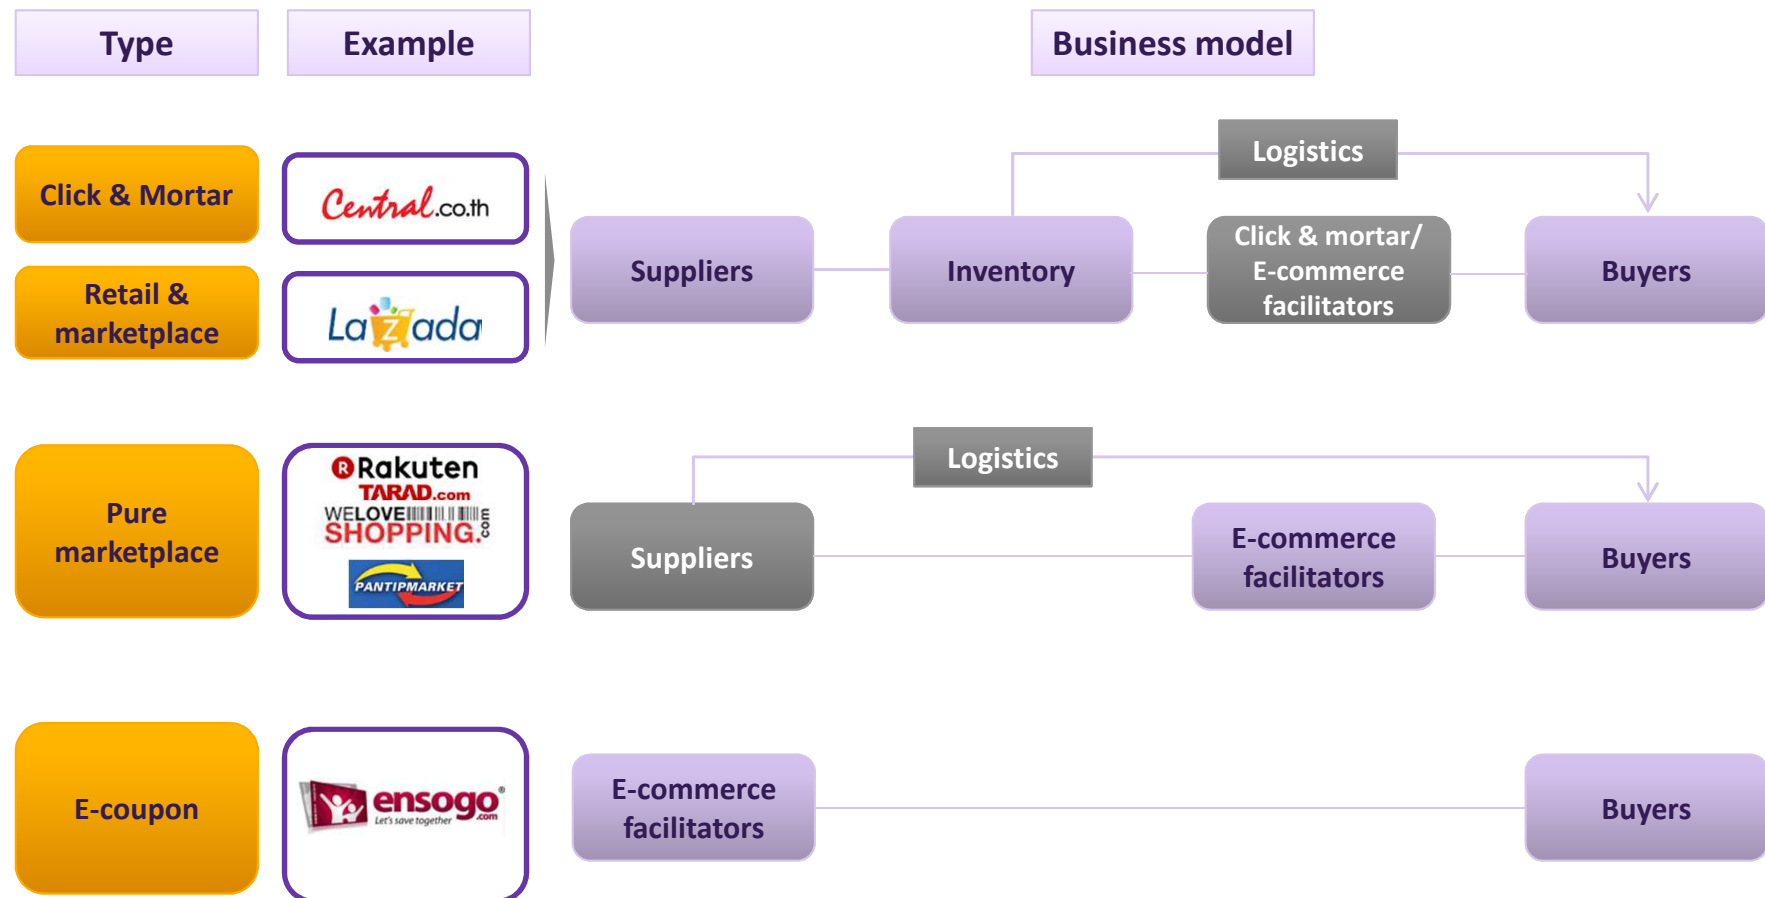 Type
Example
Business model
Click & Mortar
Central.co.th
Retail &
marketplace
Lazada
Suppliers
Inventory
Logistics
Click & mortar/
E-commerce
facilitators
Buyers
Pure
marketplace
R Rakuten
TARAD.com
WELOVE
SHOPPING.com
PANTIPMARKET
Suppliers
Logistics
E-commerce
facilitators
Buyers
E-coupon
ensogo®
.com
Let's save together
E-commerce
facilitators
Buyers